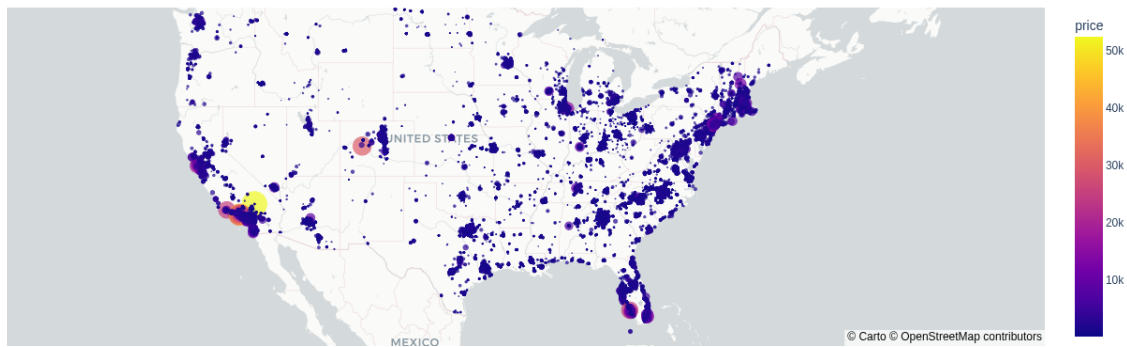 price
50k
40k
30k
20k
10k
UNITED STATES
MEXICO
© Carto © OpenStreetMap contributors